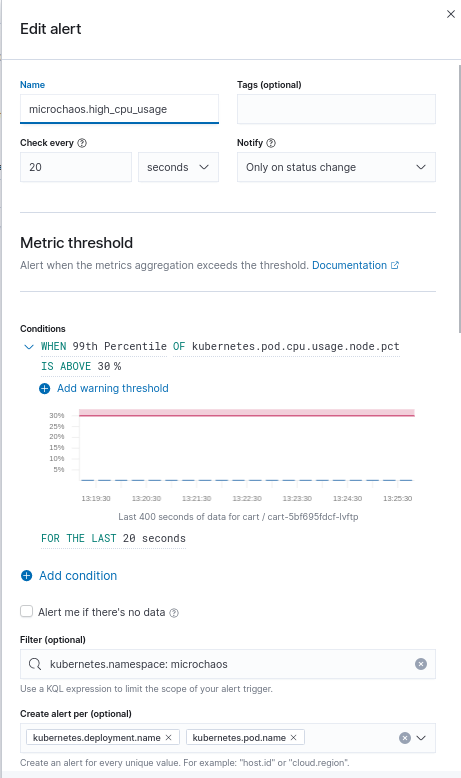 Edit alert
Name
Tags (optional)
microchaos.high_cpu_usage
Check every
Notify
20
seconds
Only on status change
Metric threshold
Alert when the metrics aggregation exceeds the threshold. Documentation
Conditions
WHEN 99th Percentile OF kubernetes.pod.cpu.usage.node.pct
IS ABOVE 30 %
Add warning threshold
30%
25%
20%
15%
10%
5%
13:19:30 13:20:30 13:21:30 13:22:30 13:23:30 13:24:30 13:25:30
Last 400 seconds of data for cart / cart-5bf695fdcf-lvftp
FOR THE LAST 20 seconds
Add condition
Alert me if there's no data
Filter (optional)
kubernetes.namespace: microchaos
Use a KQL expression to limit the scope of your alert trigger.
Create alert per (optional)
kubernetes.deployment.name kubernetes.pod.name
Create an alert for every unique value. For example: "host.id" or "cloud.region".